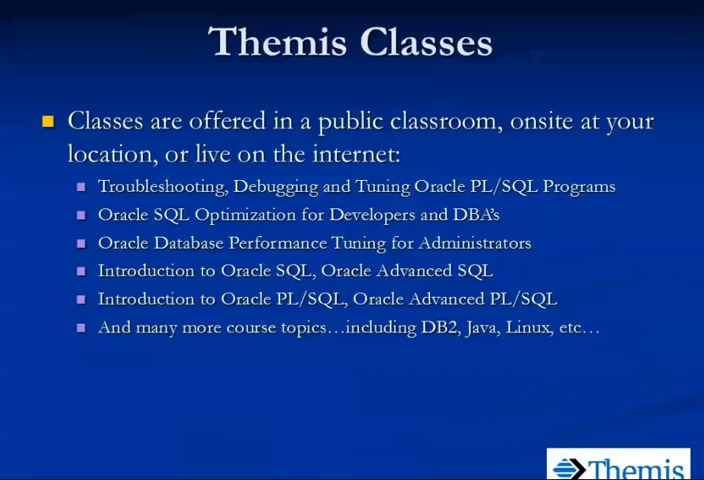 Themis Classes
Classes are offered in a public classroom, onsite at your
location, or live on the internet:
Troubleshooting, Debugging and Tuning Oracle PL/SQL Programs
Oracle SQL Optimization for Developers and DBA's
Oracle Database Performance Tuning for Administrators
Introduction to Oracle SQL, Oracle Advanced SQL
Introduction to Oracle PL/SQL, Oracle Advanced PL/SQL
And many more course topics…including DB2, Java, Linux, etc…
Themis